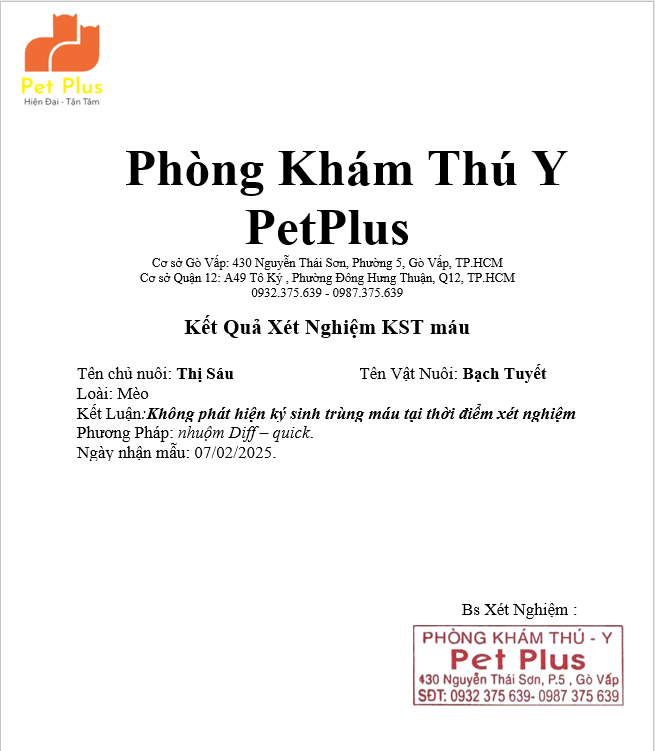 Pet Plus
Hiện Đại - Tận Tâm
Phòng Khám Thú Y
PetPlus
Cơ sở Gò Vấp: 430 Nguyễn Thái Sơn, Phường 5, Gò Vấp, TP.HCM
Cơ sở Quận 12: A49 Tô Ký , Phường Đông Hưng Thuận, Q12, TP.HCM
0932.375.639 - 0987.375.639
Kết Quả Xét Nghiệm KST máu
Tên chủ nuôi: Thị Sáu Tên Vật Nuôi: Bạch Tuyết
Loài: Mèo
Kết Luận:Không phát hiện ký sinh trùng máu tại thời điểm xét nghiệm
Phương Pháp: nhuộm Diff – quick.
Ngày nhận mẫu: 07/02/2025.
Bs Xét Nghiệm :
PHÒNG KHÁM THÚ - Y
Pet Plus
430 Nguyễn Thái Sơn, P.5 , Gò Vấp
SĐT: 0932 375 639- 0987 375 639